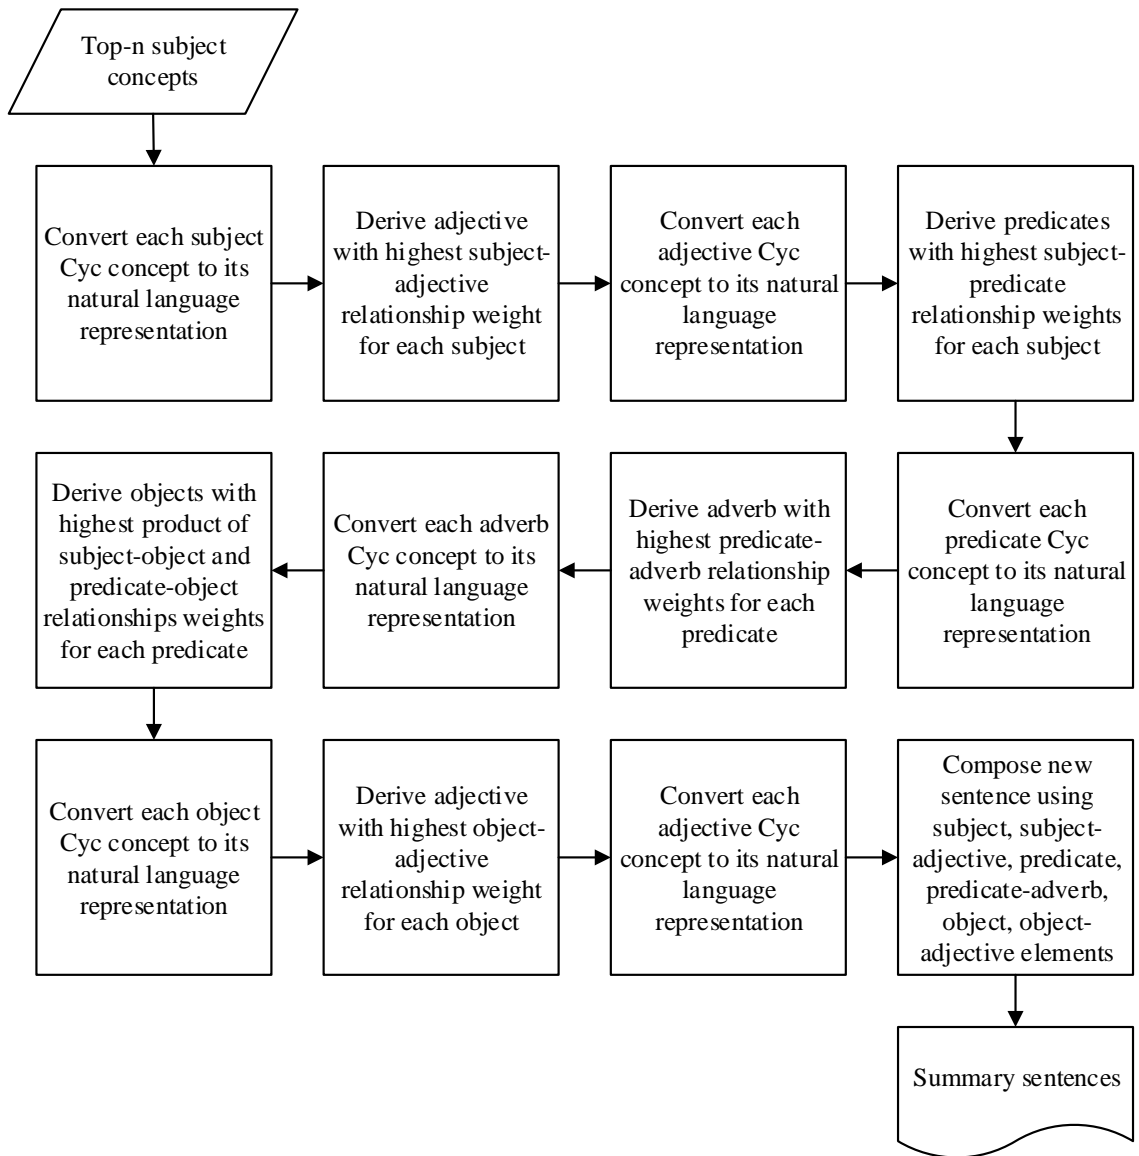 Top-n subject
concepts
Convert each subject
Cyc concept to its
natural language
representation
Derive adjective
with highest subject-
adjective
relationship weight
for each subject
Convert each
adjective Cyc
concept to its natural
language
representation
Derive predicates
with highest subject-
predicate
relationship weights
for each subject
Convert each
predicate Cyc
concept to its natural
language
representation
Derive adverb with
highest predicate-
adverb relationship
weights for each
predicate
Convert each adverb
Cyc concept to its
natural language
representation
Derive objects with
highest product of
subject-object and
predicate-object
relationships weights
for each predicate
Convert each object
Cyc concept to its
natural language
representation
Derive adjective
with highest object-
adjective
relationship weight
for each object
Convert each
adjective Cyc
concept to its natural
language
representation
Compose new
sentence using
subject, subject-
adjective, predicate,
predicate-adverb,
object, object-
adjective elements
Summary sentences